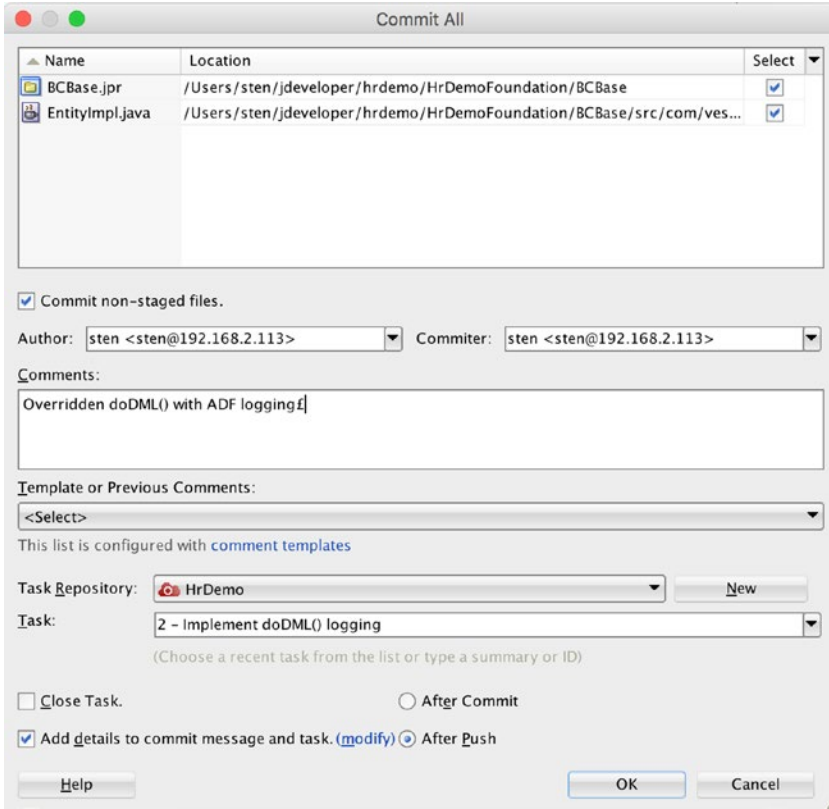 Commit All
Name Location Select
BCBase.jpr /Users/sten/jdeveloper/hrdemo/HrDemoFoundation/BCBase
EntityImpl.java /Users/sten/jdeveloper/hrdemo/HrDemoFoundation/BCBase/src/com/ves...
Commit non-staged files.
Author: sten <sten@192.168.2.113> Commiter: sten <sten@192.168.2.113>
Comments:
Overridden doDML() with ADF logging£
Template or Previous Comments:
<Select>
This list is configured with comment templates
Task Repository: HrDemo New
Task: 2 - Implement doDML() logging
(Choose a recent task from the list or type a summary or ID)
Close Task. After Commit
Add details to commit message and task. (modify) After Push
Help OK Cancel